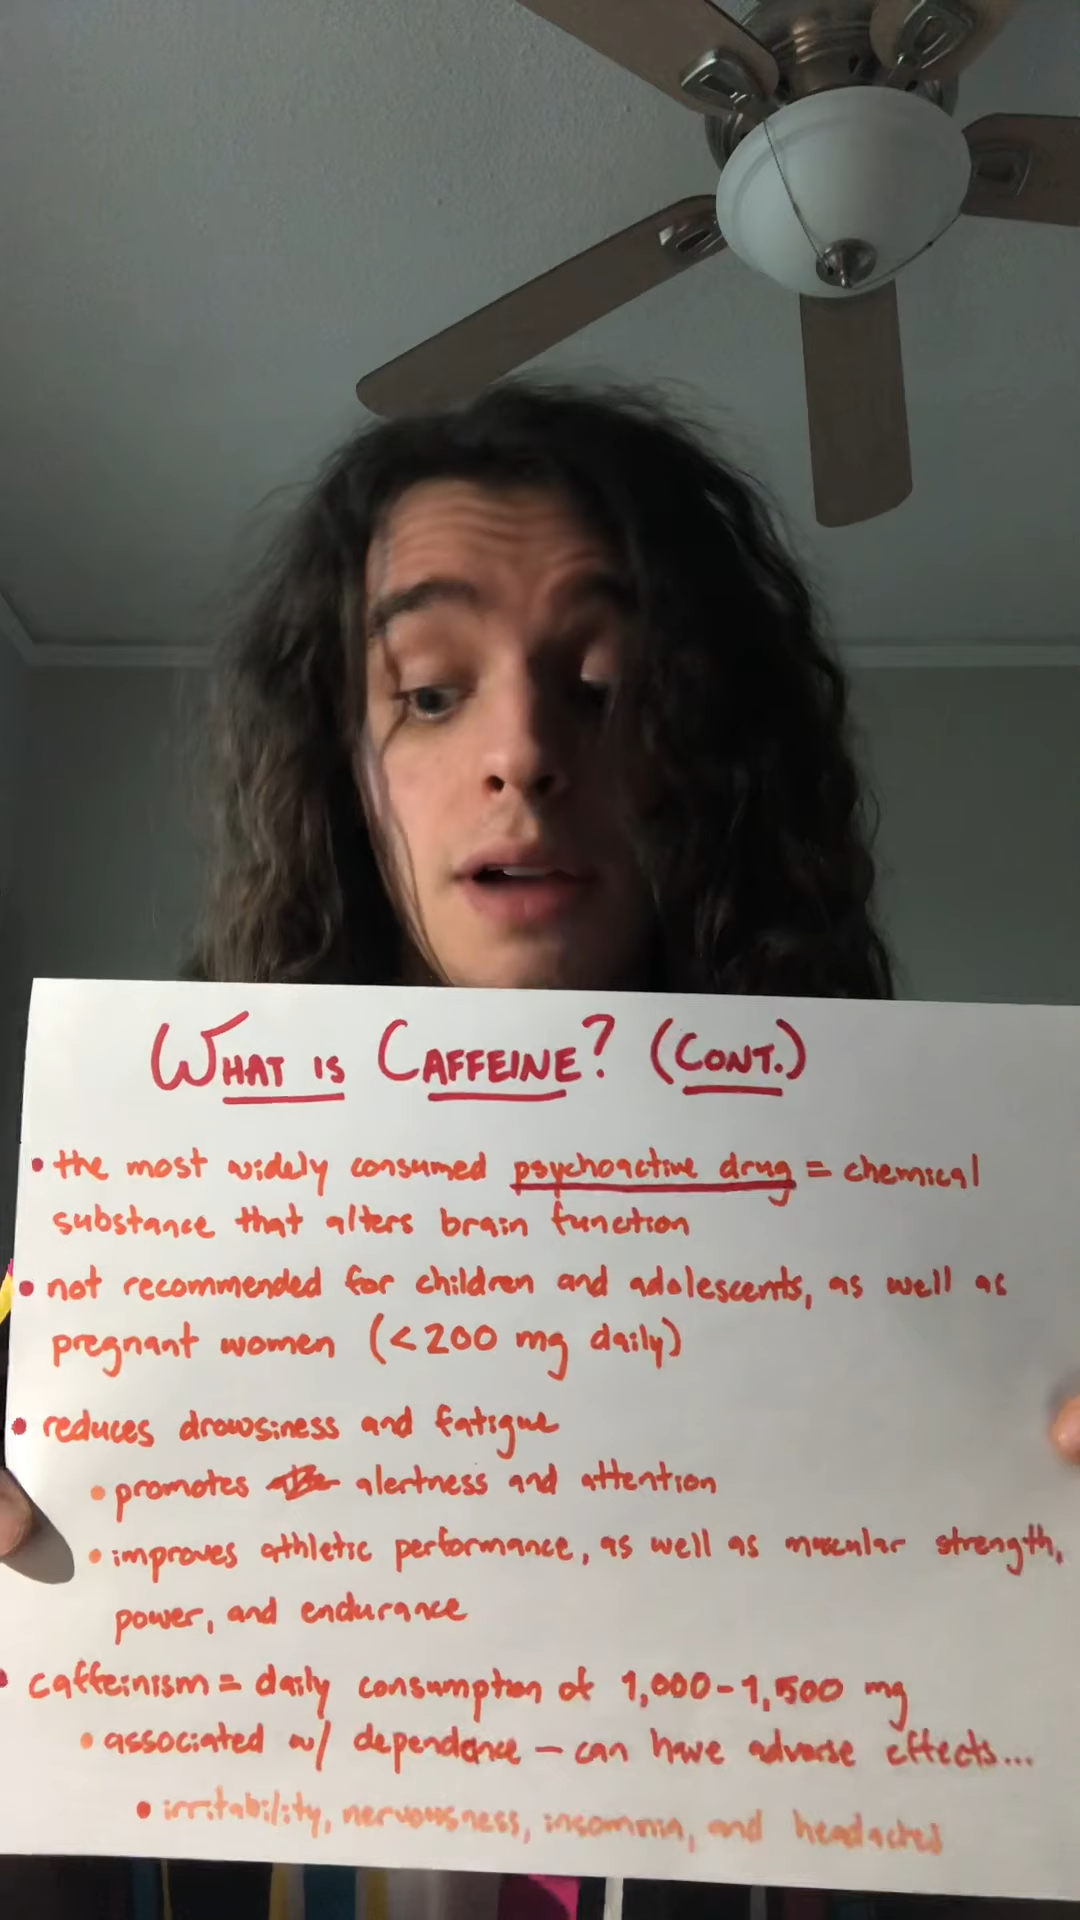 WHAT IS CAFFEINE? (CONT.)
• the most widely consumed psychoactive drug = chemical
substance that alters brain function
• not recommended for children and adolescents, as well as
pregnant women (<200 mg daily)
• reduces drowsiness and fatigue
• promotes alertness and attention
• improves athletic performance, as well as muscular strength,
power, and endurance
• caffeinism = daily consumption of 1,000-1,500 mg
• associated w/ dependence – can have adverse effects...
• irritability, nervousness, insomnia, and headaches